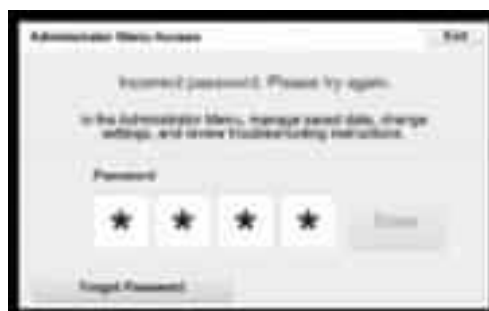 Administrator Menu Access
Exit
Incorrect password. Please try again.
In the Administrator Menu, manage saved data, change
settings, and review troubleshooting instructions.
Password
* * * *
Enter
Forgot Password